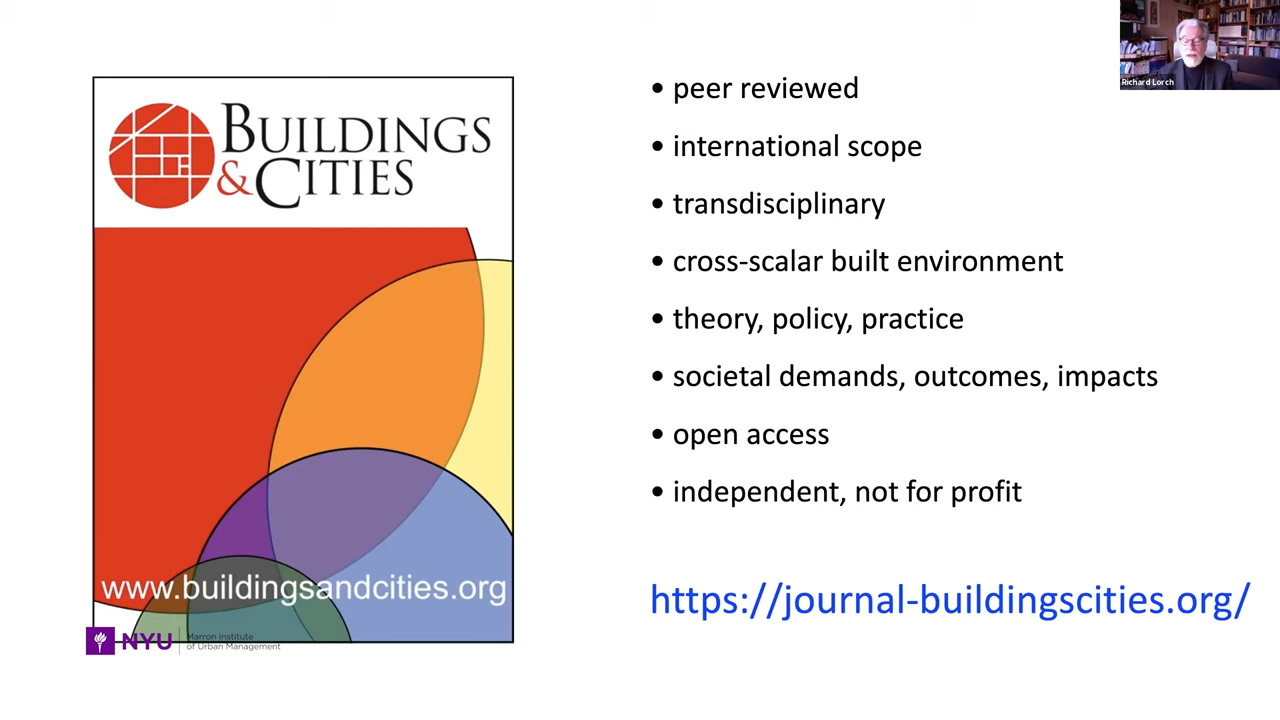 BUILDINGS
&CITIES
www.buildingsandcities.org
NYU
Marron Institute
of Urban Management
• peer reviewed
• international scope
• transdisciplinary
• cross-scalar built environment
• theory, policy, practice
• societal demands, outcomes, impacts
• open access
• independent, not for profit
https://journal-buildingscities.org/
Richard Lorch